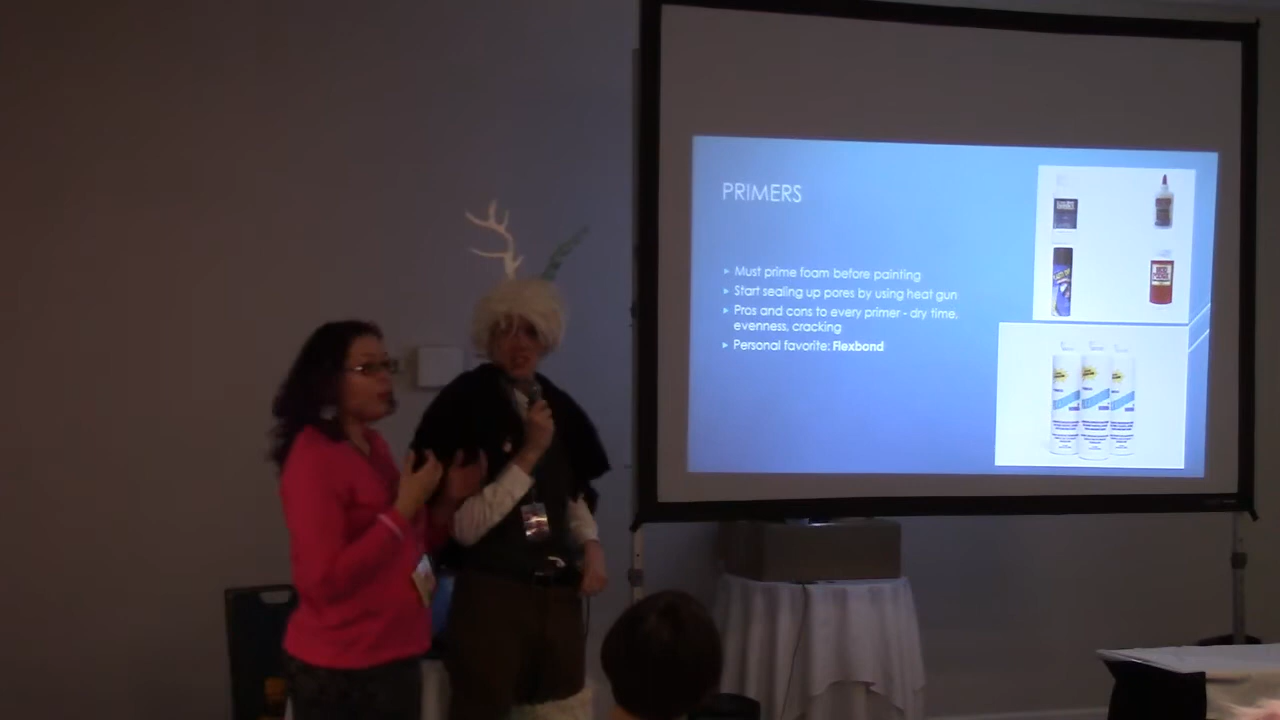 PRIMERS
▸ Must prime foam before painting
▸ Start sealing up pores by using heat gun
▸ Pros and cons to every primer - dry time,
evenness, cracking
▸ Personal favorite: Flexbond